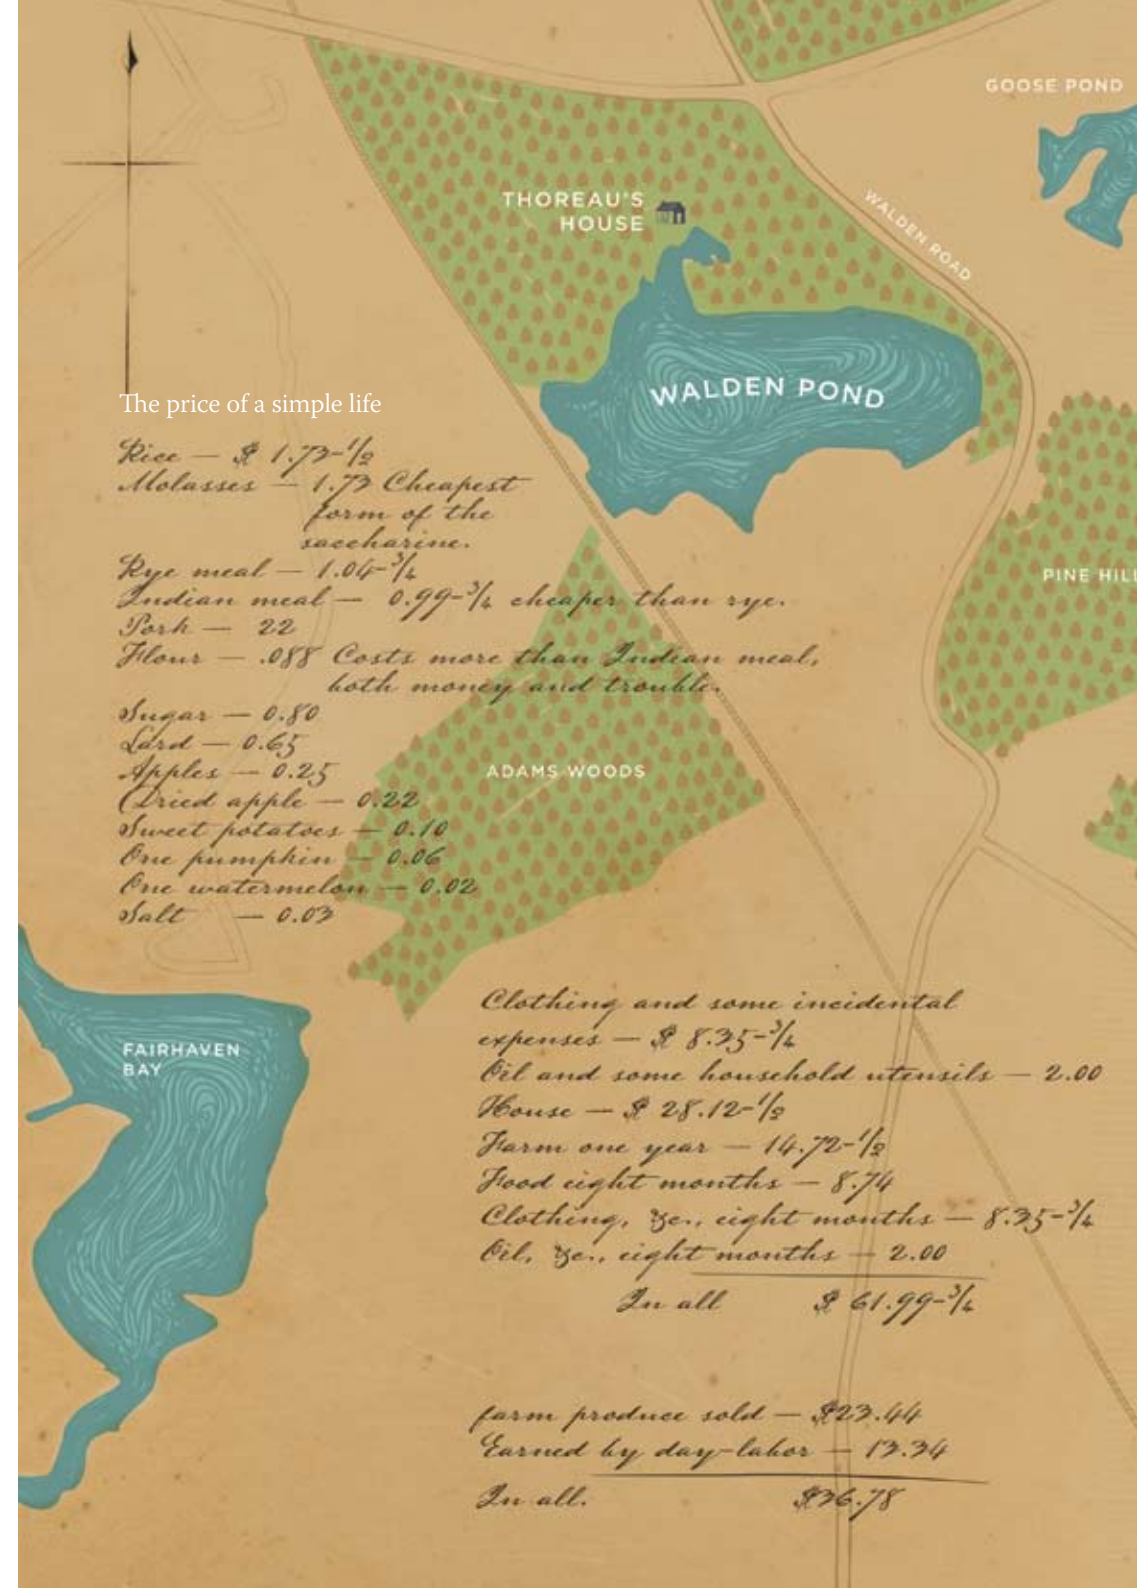 GOOSE POND
THOREAU'S
HOUSE
WALDEN ROAD
WALDEN POND
The price of a simple life
Rice — $ 1.73-1/2
Molasses — 1.73 Cheapest
form of the
saccharine.
Rye meal — 1.04-3/4
Indian meal — 0.99-3/4 cheaper than rye.
Pork — 22
Flour — .088 Costs more than Indian meal,
both money and trouble.
Sugar — 0.80
Lard — 0.65
Apples — 0.25
Dried apple — 0.22
Sweet potatoes — 0.10
One pumpkin — 0.06
One watermelon — 0.02
Salt — 0.03
PINE HILL
ADAMS WOODS
FAIRHAVEN
BAY
Clothing and some incidental
expenses — $ 8.35-3/4
Oil and some household utensils — 2.00
House — $ 28.12-1/2
Farm one year — 14.72-1/2
Food eight months — 8.74
Clothing, &c., eight months — 8.35-3/4
Oil, &c., eight months — 2.00
In all $ 61.99-3/4
farm produce sold — $23.44
Earned by day-labor — 13.34
In all. $36.78